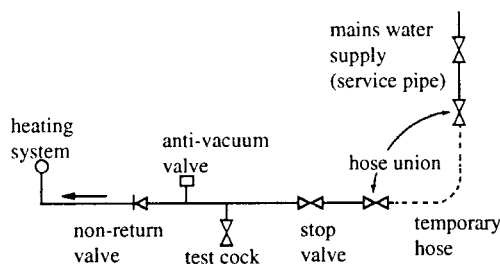 mains water
supply
(service pipe)
heating
system
anti-vacuum
valve
hose union
non-return
valve
test cock
stop
valve
temporary
hose